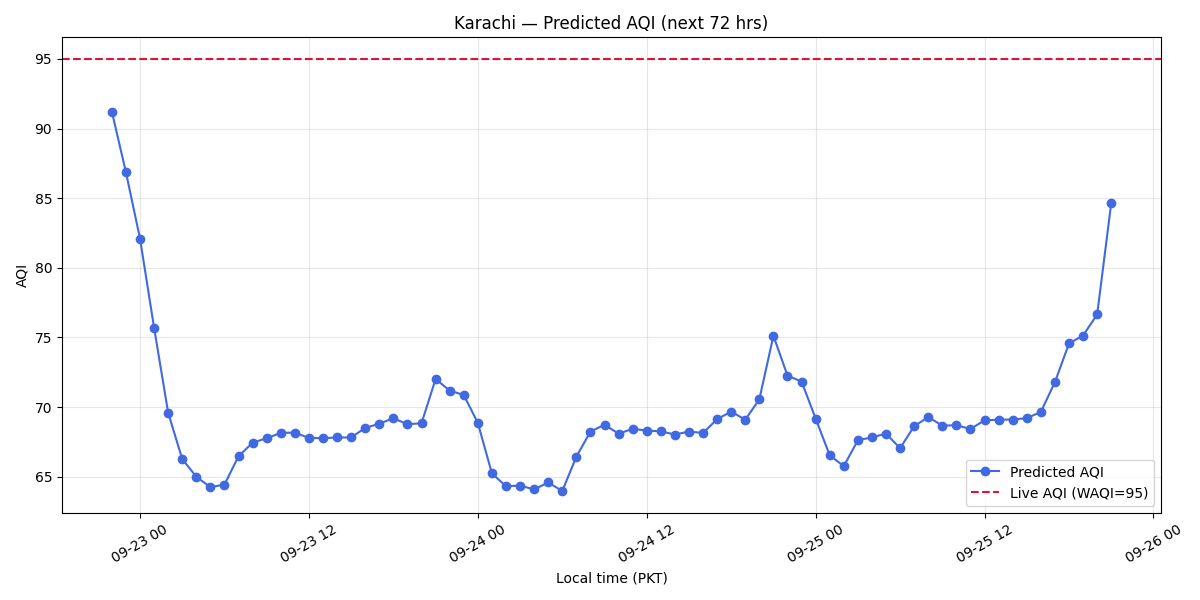 Karachi — Predicted AQI (next 72 hrs)
AQI
95
90
85
80
75
70
65
Predicted AQI
Live AQI (WAQI=95)
09-23 00
09-23 12
09-24 00
09-24 12
09-25 00
09-25 12
09-26 00
Local time (PKT)